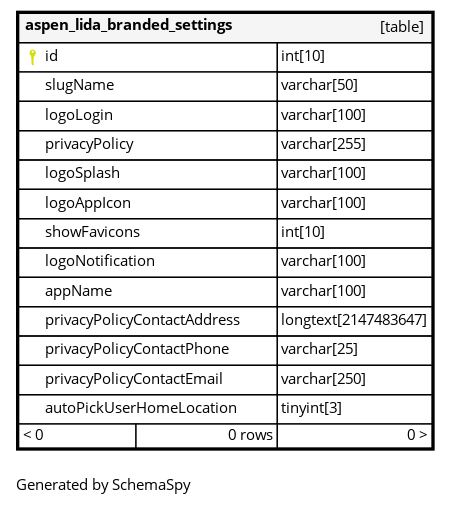 aspen_lida_branded_settings [table]
id int[10]
slugName varchar[50]
logoLogin varchar[100]
privacyPolicy varchar[255]
logoSplash varchar[100]
logoAppIcon varchar[100]
showFavicons int[10]
logoNotification varchar[100]
appName varchar[100]
privacyPolicyContactAddress longtext[2147483647]
privacyPolicyContactPhone varchar[25]
privacyPolicyContactEmail varchar[250]
autoPickUserHomeLocation tinyint[3]
< 0 0 rows 0 >
Generated by SchemaSpy